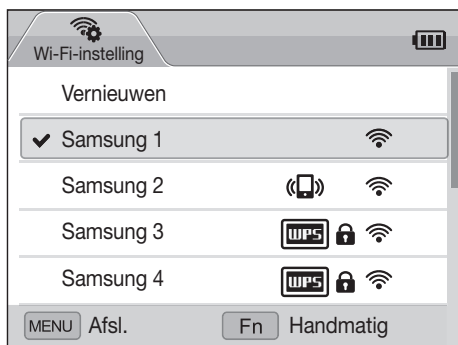 Wi-Fi-instelling
Vernieuwen
Samsung 1
Samsung 2
Samsung 3 WPS
Samsung 4 WPS
MENU Afsl. Fn Handmatig